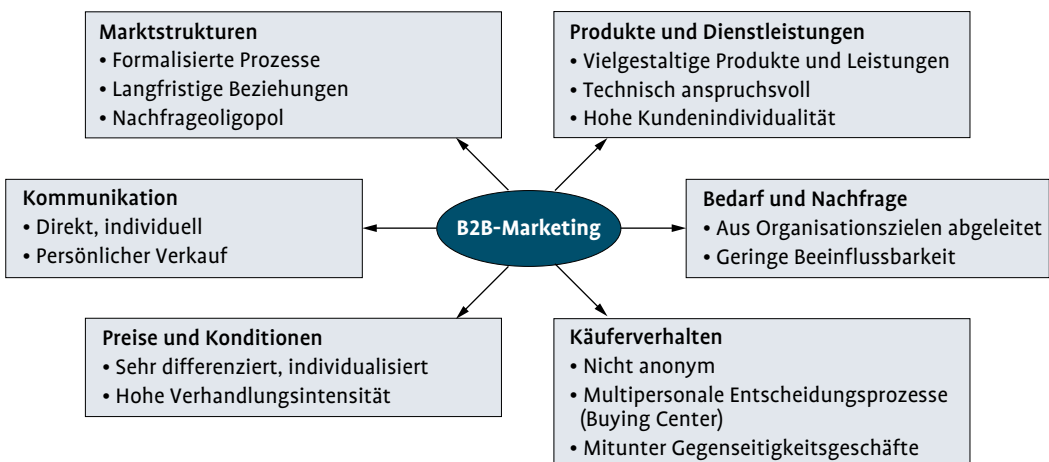 Marktstrukturen
• Formalisierte Prozesse
• Langfristige Beziehungen
• Nachfrageoligopol
Produkte und Dienstleistungen
• Vielgestaltige Produkte und Leistungen
• Technisch anspruchsvoll
• Hohe Kundenindividualität
Kommunikation
• Direkt, individuell
• Persönlicher Verkauf
B2B-Marketing
Bedarf und Nachfrage
• Aus Organisationszielen abgeleitet
• Geringe Beeinflussbarkeit
Preise und Konditionen
• Sehr differenziert, individualisiert
• Hohe Verhandlungsintensität
Käuferverhalten
• Nicht anonym
• Multipersonale Entscheidungsprozesse
(Buying Center)
• Mitunter Gegenseitigkeitsgeschäfte